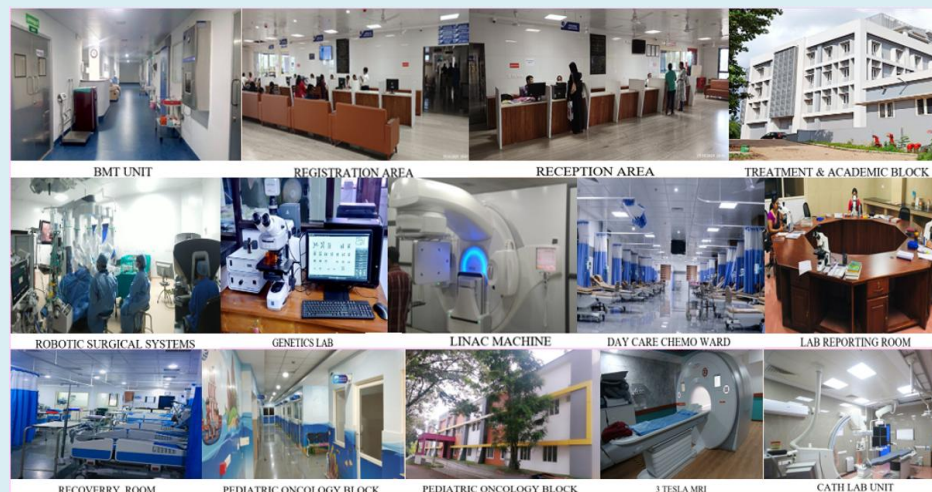 BMT UNIT
REGISTRATION AREA
RECEPTION AREA
TREATMENT & ACADEMIC BLOCK
ROBOTIC SURGICAL SYSTEMS
GENETICS LAB
LINAC MACHINE
DAY CARE CHEMO WARD
LAB REPORTING ROOM
RECOVERRY ROOM
PEDIATRIC ONCOLOGY BLOCK
PEDIATRIC ONCOLOGY BLOCK
3 TESLA MRI
CATH LAB UNIT